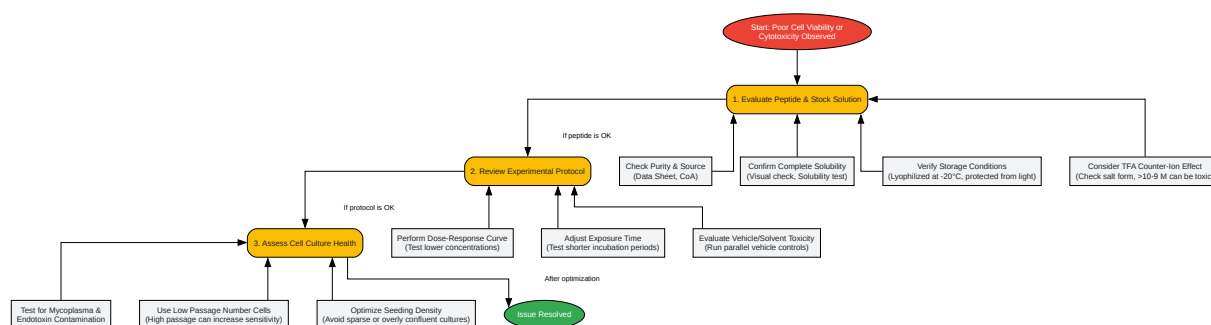 Start: Poor Cell Viability or
Cytotoxicity Observed
1. Evaluate Peptide & Stock Solution
If peptide is OK
2. Review Experimental Protocol
Check Purity & Source
(Data Sheet, CoA)
Confirm Complete Solubility
(Visual check, Solubility test)
Verify Storage Conditions
(Lyophilized at -20°C, protected from light)
Consider TFA Counter-Ion Effect
(Check salt form, >10-9 M can be toxic
If protocol is OK
3. Assess Cell Culture Health
Perform Dose-Response Curve
(Test lower concentrations)
Adjust Exposure Time
(Test shorter incubation periods)
Evaluate Vehicle/Solvent Toxicity
(Run parallel vehicle controls)
After optimization
Test for Mycoplasma &
Endotoxin Contamination
Use Low Passage Number Cells
(High passage can increase sensitivity)
Optimize Seeding Density
(Avoid sparse or overly confluent cultures)
Issue Resolved